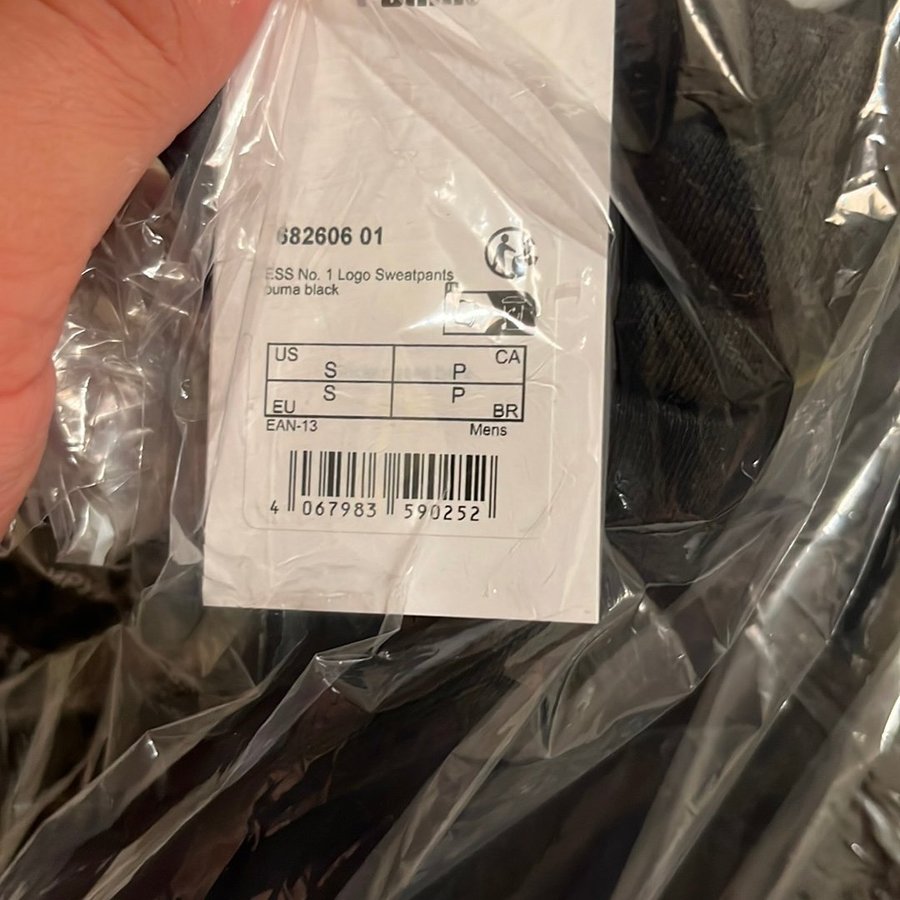 682606 01
ESS No. 1 Logo Sweatpants
puma black
US S P CA
EU S P BR
EAN-13 Mens
4 067983 590252